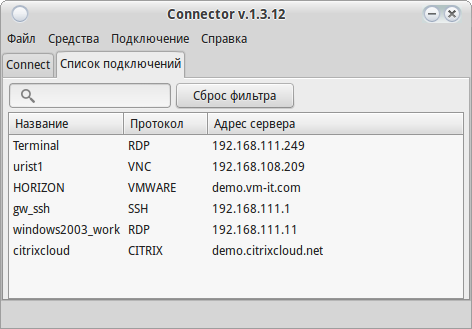 Connector v.1.3.12
Файл Средства Подключение Справка
Connect Список подключений
Сброс фильтра
Название Протокол Адрес сервера
Terminal RDP 192.168.111.249
urist1 VNC 192.168.108.209
HORIZON VMWARE demo.vm-it.com
gw_ssh SSH 192.168.111.1
windows2003_work RDP 192.168.111.11
citrixcloud CITRIX demo.citrixcloud.net